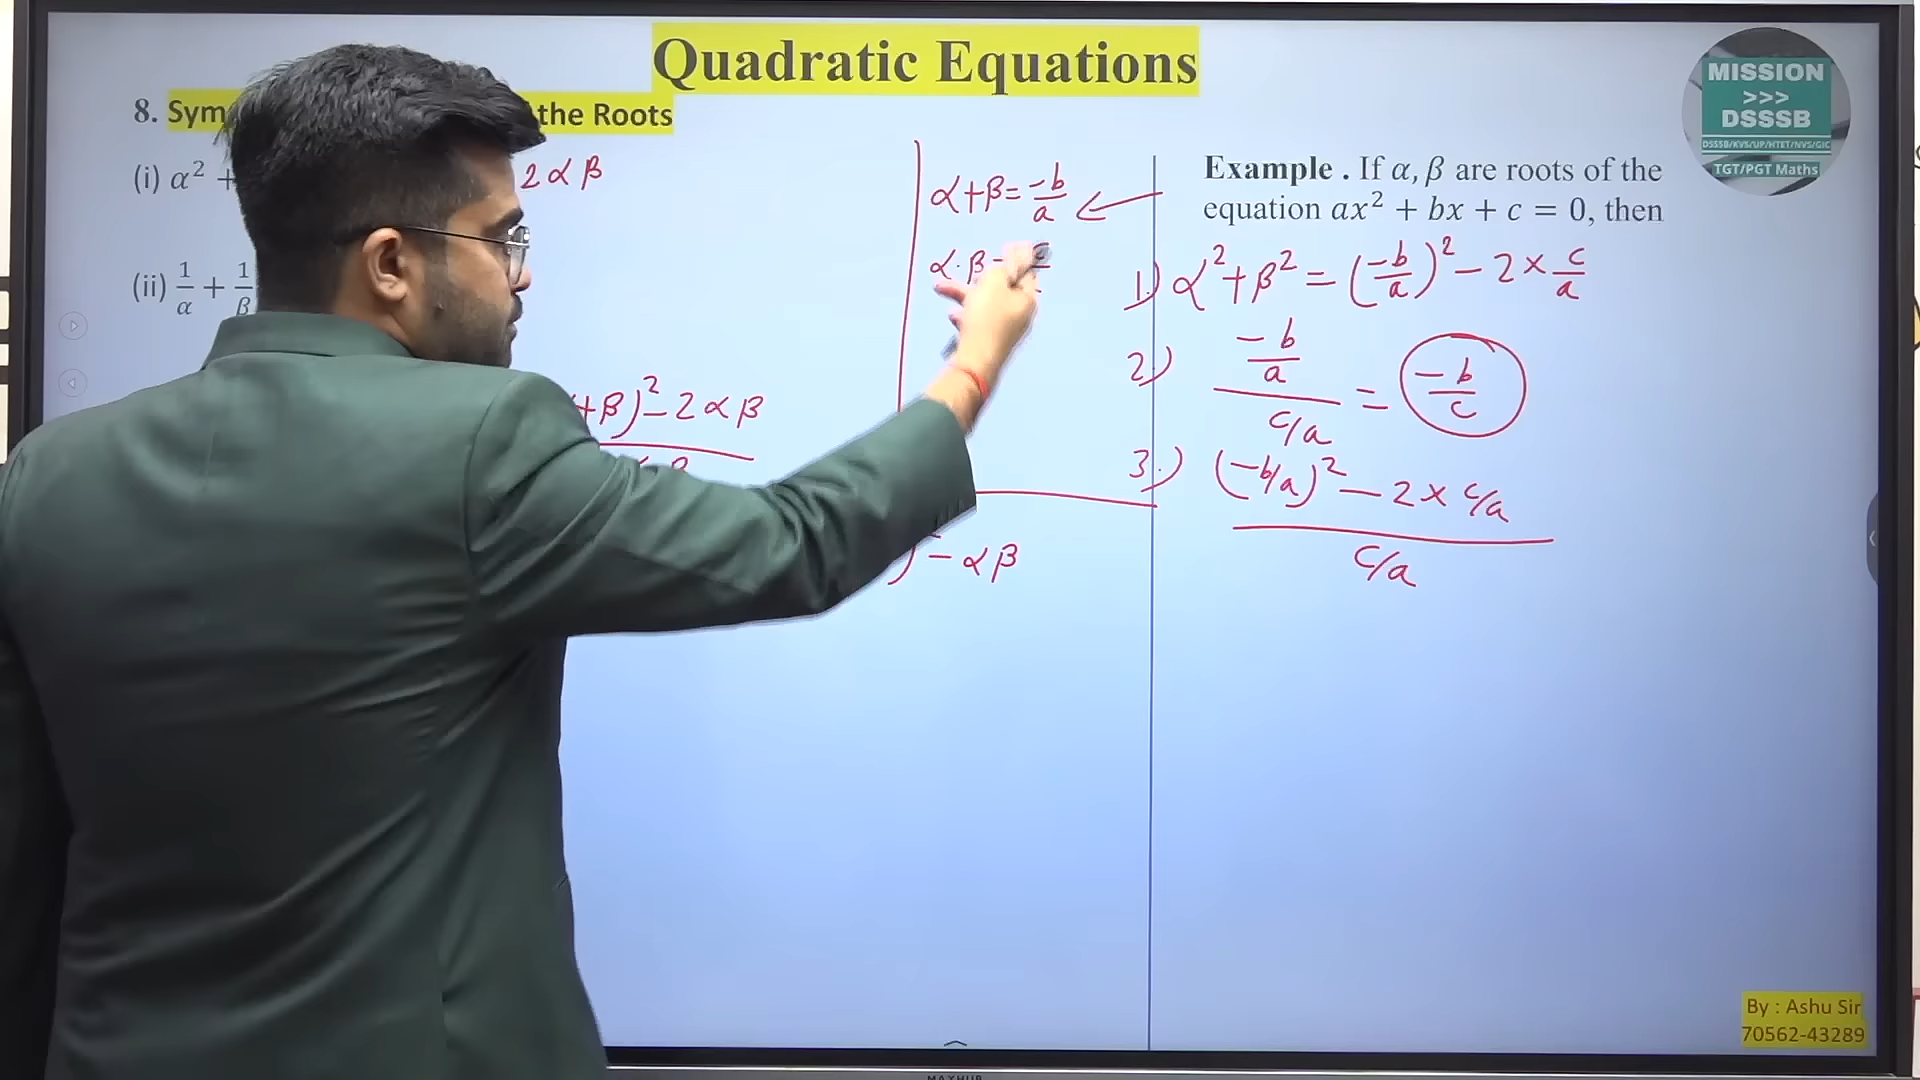 Quadratic Equations
MISSION
>>>
DSSSB
DSSSB/KVS/UP/HTET/NVS/GIC
TGT/PGT Maths
8. Sym the Roots
(i) α² + 2αβ
(ii) 1/α + 1/β
+β)² - 2αβ
α+β = -b/a
α·β =
)² - αβ
Example . If α, β are roots of the
equation ax² + bx + c = 0, then
1.) α² + β² = (-b/a)² - 2 × c/a
2.) (-b/a) / (c/a) = (-b/c)
3.) (-b/a)² - 2 × c/a
c/a
By : Ashu Sir
70562-43289